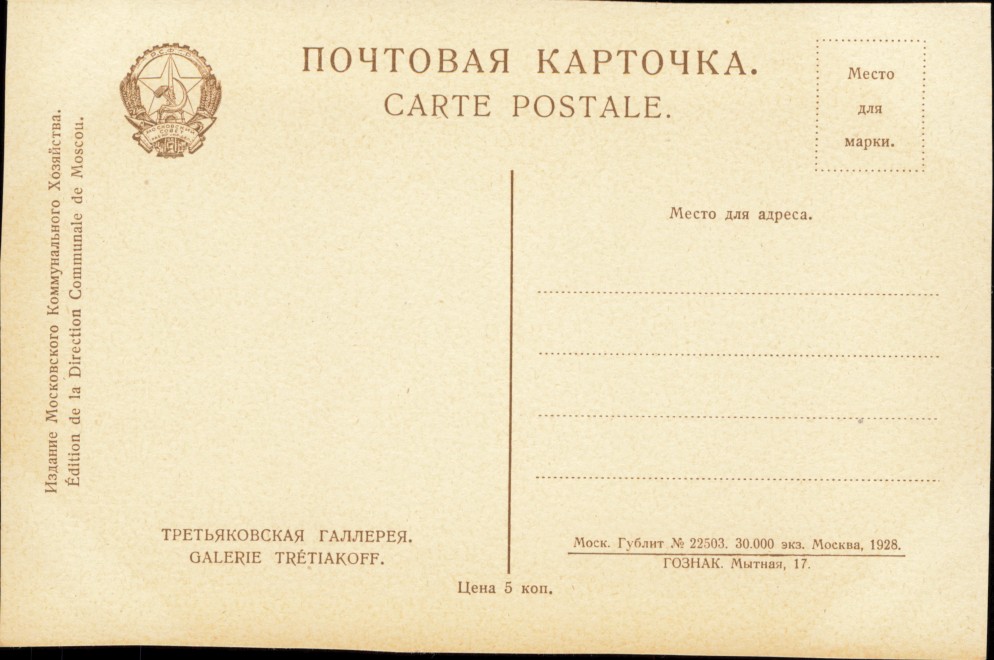 Издание Московского Коммунального Хозяйства.
Édition de la Direction Communale de Moscou.
ПОЧТОВАЯ КАРТОЧКА.
CARTE POSTALE.
Место
для
марки.
Место для адреса.
ТРЕТЬЯКОВСКАЯ ГАЛЛЕРЕЯ.
GALERIE TRÉTIAKOFF.
Цена 5 коп.
Моск. Гублит № 22503. 30.000 экз. Москва, 1928.
ГОЗНАК. Мытная, 17.